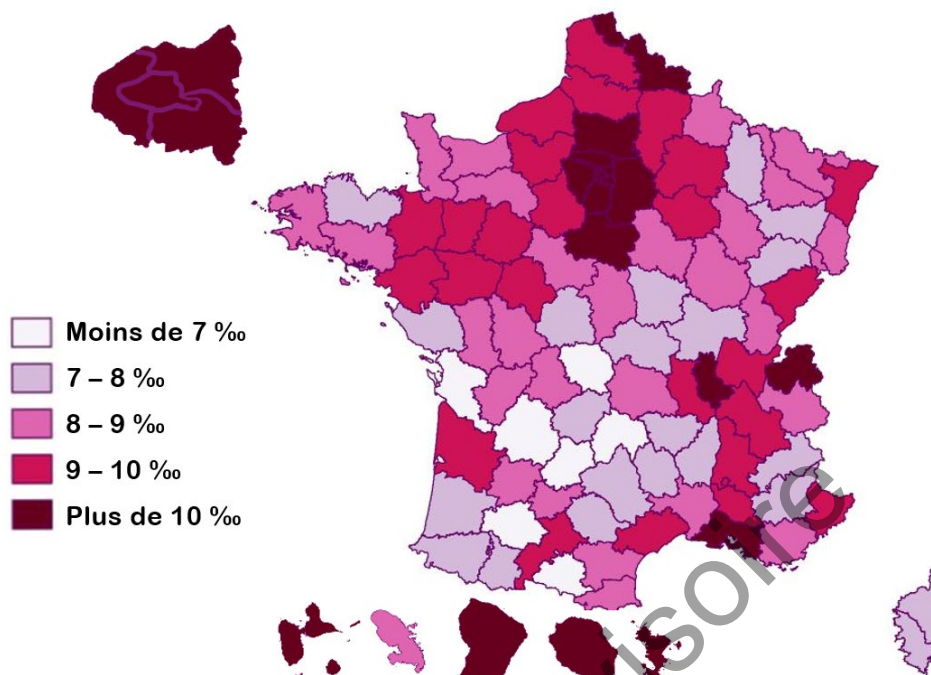 Moins de 7 ‰
7 – 8 ‰
8 – 9 ‰
9 – 10 ‰
Plus de 10 ‰